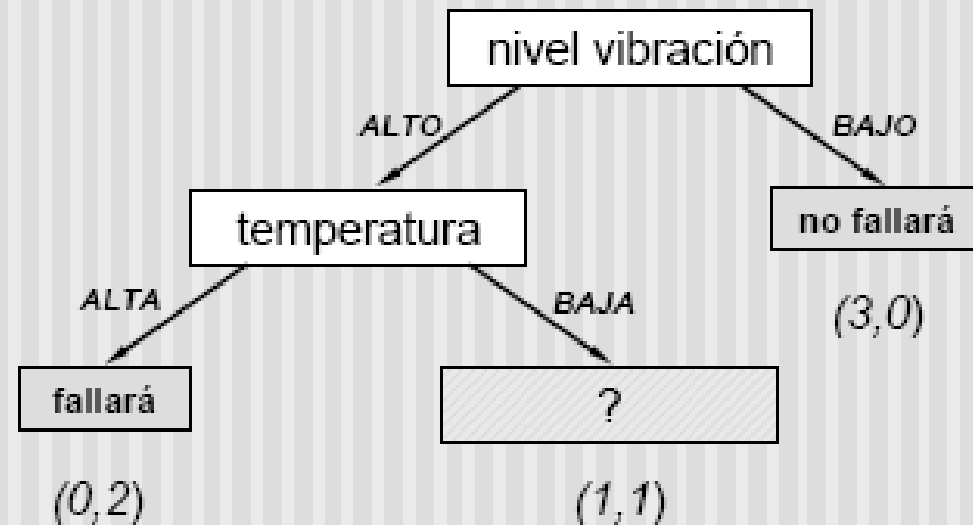 nivel vibración
ALTO
BAJO
temperatura
no fallará
ALTA
BAJA
(3,0)
fallará
?
(0,2)
(1,1)